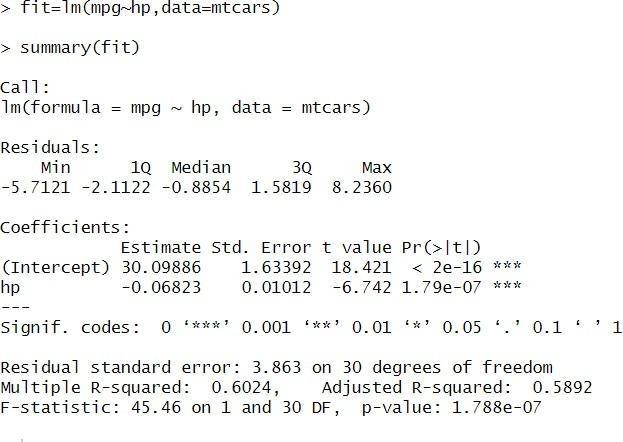 > fit=lm(mpg~hp,data=mtcars)
> summary(fit)
Call:
lm(formula = mpg ~ hp, data = mtcars)
Residuals:
    Min      1Q  Median      3Q     Max
-5.7121 -2.1122 -0.8854  1.5819  8.2360
Coefficients:
            Estimate Std. Error t value Pr(>|t|)
(Intercept) 30.09886    1.63392  18.421  < 2e-16 ***
hp          -0.06823    0.01012  -6.742 1.79e-07 ***
---
Signif. codes:  0 ‘***’ 0.001 ‘**’ 0.01 ‘*’ 0.05 ‘.’ 0.1 ‘ ’ 1
Residual standard error: 3.863 on 30 degrees of freedom
Multiple R-squared:  0.6024,    Adjusted R-squared:  0.5892
F-statistic: 45.46 on 1 and 30 DF,  p-value: 1.788e-07